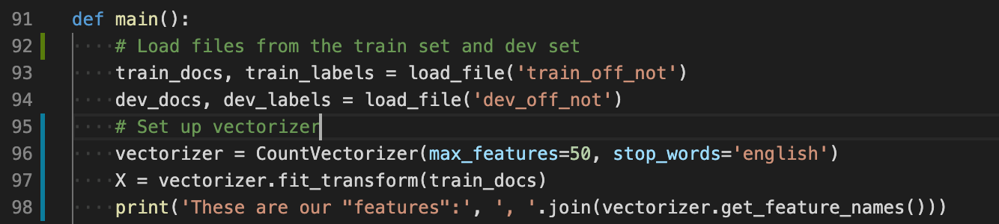 91 def main():
92 # Load files from the train set and dev set
93 train_docs, train_labels = load_file('train_off_not')
94 dev_docs, dev_labels = load_file('dev_off_not')
95 # Set up vectorizer
96 vectorizer = CountVectorizer(max_features=50, stop_words='english')
97 X = vectorizer.fit_transform(train_docs)
98 print('These are our "features":', ', '.join(vectorizer.get_feature_names()))